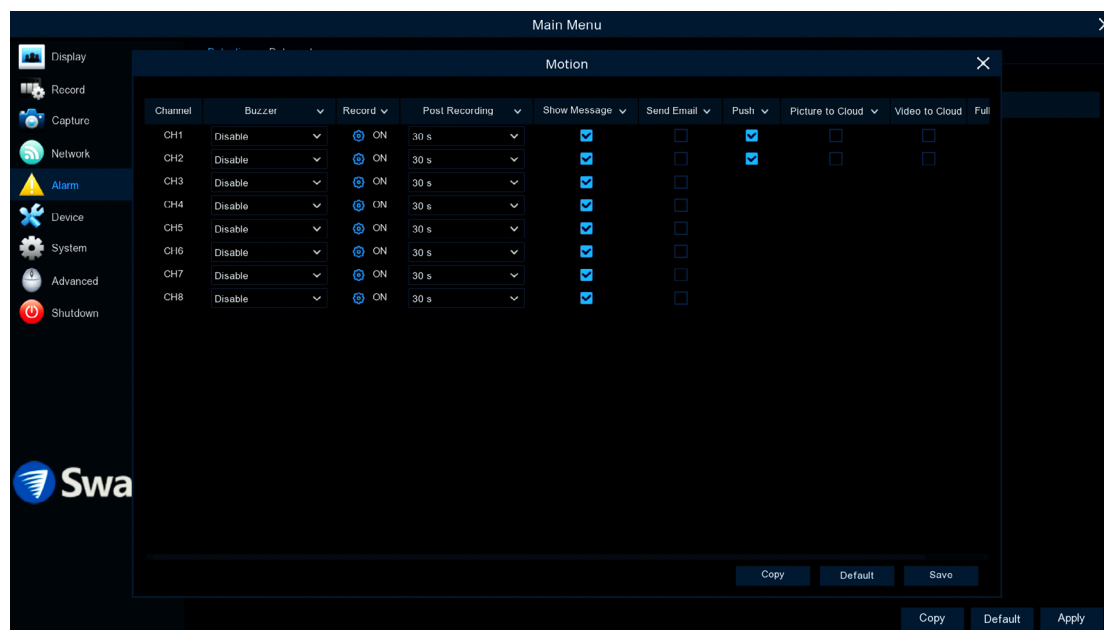 Main Menu
Display
Motion
Record
Channel Buzzer Record Post Recording Show Message Send Email Push Picture to Cloud Video to Cloud Full
Capture
CH1 Disable ON 30 s
Network
CH2 Disable ON 30 s
Alarm
CH3 Disable ON 30 s
Device
CH4 Disable ON 30 s
CH5 Disable ON 30 s
System
CH6 Disable ON 30 s
Advanced
CH7 Disable ON 30 s
Shutdown
CH8 Disable ON 30 s
Swa
Copy Default Save
Copy Default Apply